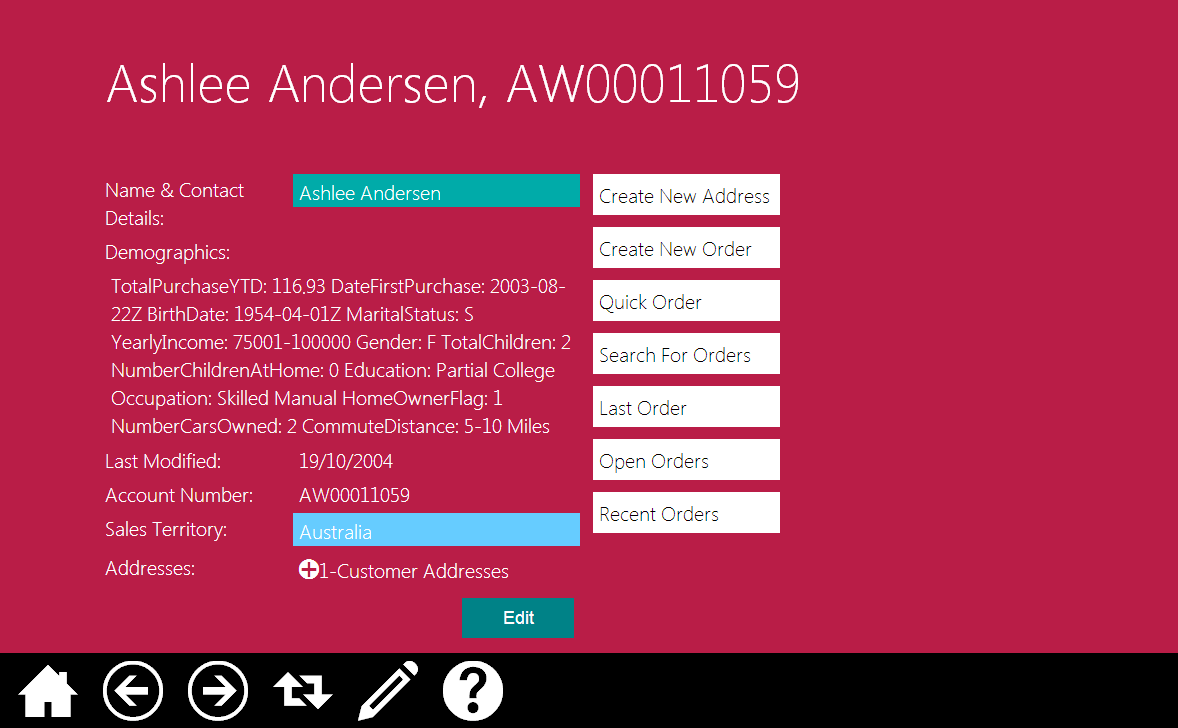 Ashlee Andersen, AW00011059
Name & Contact
Details:
Ashlee Andersen
Demographics:
TotalPurchaseYTD: 116.93 DateFirstPurchase: 2003-08-
22Z BirthDate: 1954-04-01Z MaritalStatus: S
YearlyIncome: 75001-100000 Gender: F TotalChildren: 2
NumberChildrenAtHome: 0 Education: Partial College
Occupation: Skilled Manual HomeOwnerFlag: 1
NumberCarsOwned: 2 CommuteDistance: 5-10 Miles
Last Modified:
19/10/2004
Account Number:
AW00011059
Sales Territory:
Australia
Addresses:
1-Customer Addresses
Edit
Create New Address
Create New Order
Quick Order
Search For Orders
Last Order
Open Orders
Recent Orders